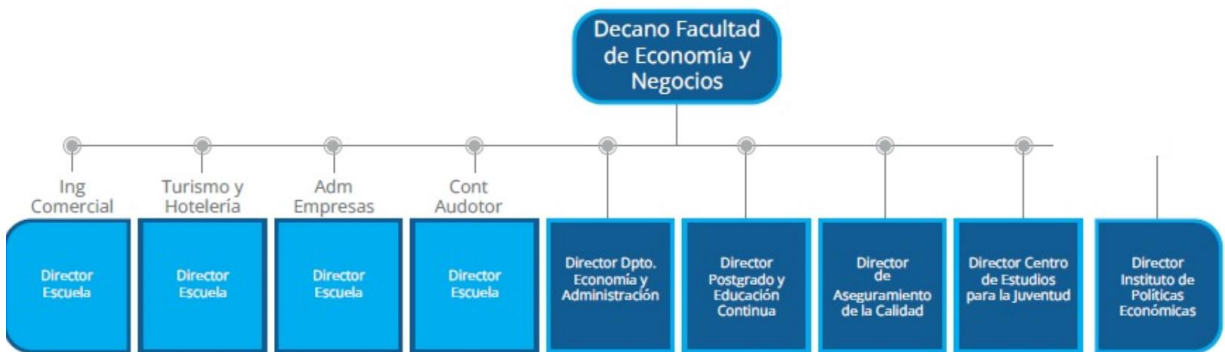 Decano Facultad
de Economía y
Negocios
Ing
Comercial
Turismo y
Hotelería
Adm
Empresas
Cont
Audotor
Director
Escuela
Director
Escuela
Director
Escuela
Director
Escuela
Director Dpto.
Economía y
Administración
Director
Postgrado y
Educación
Continua
Director
de
Aseguramiento
de la Calidad
Director Centro
de Estudios
para la Juventud
Director
Instituto de
Políticas
Económicas